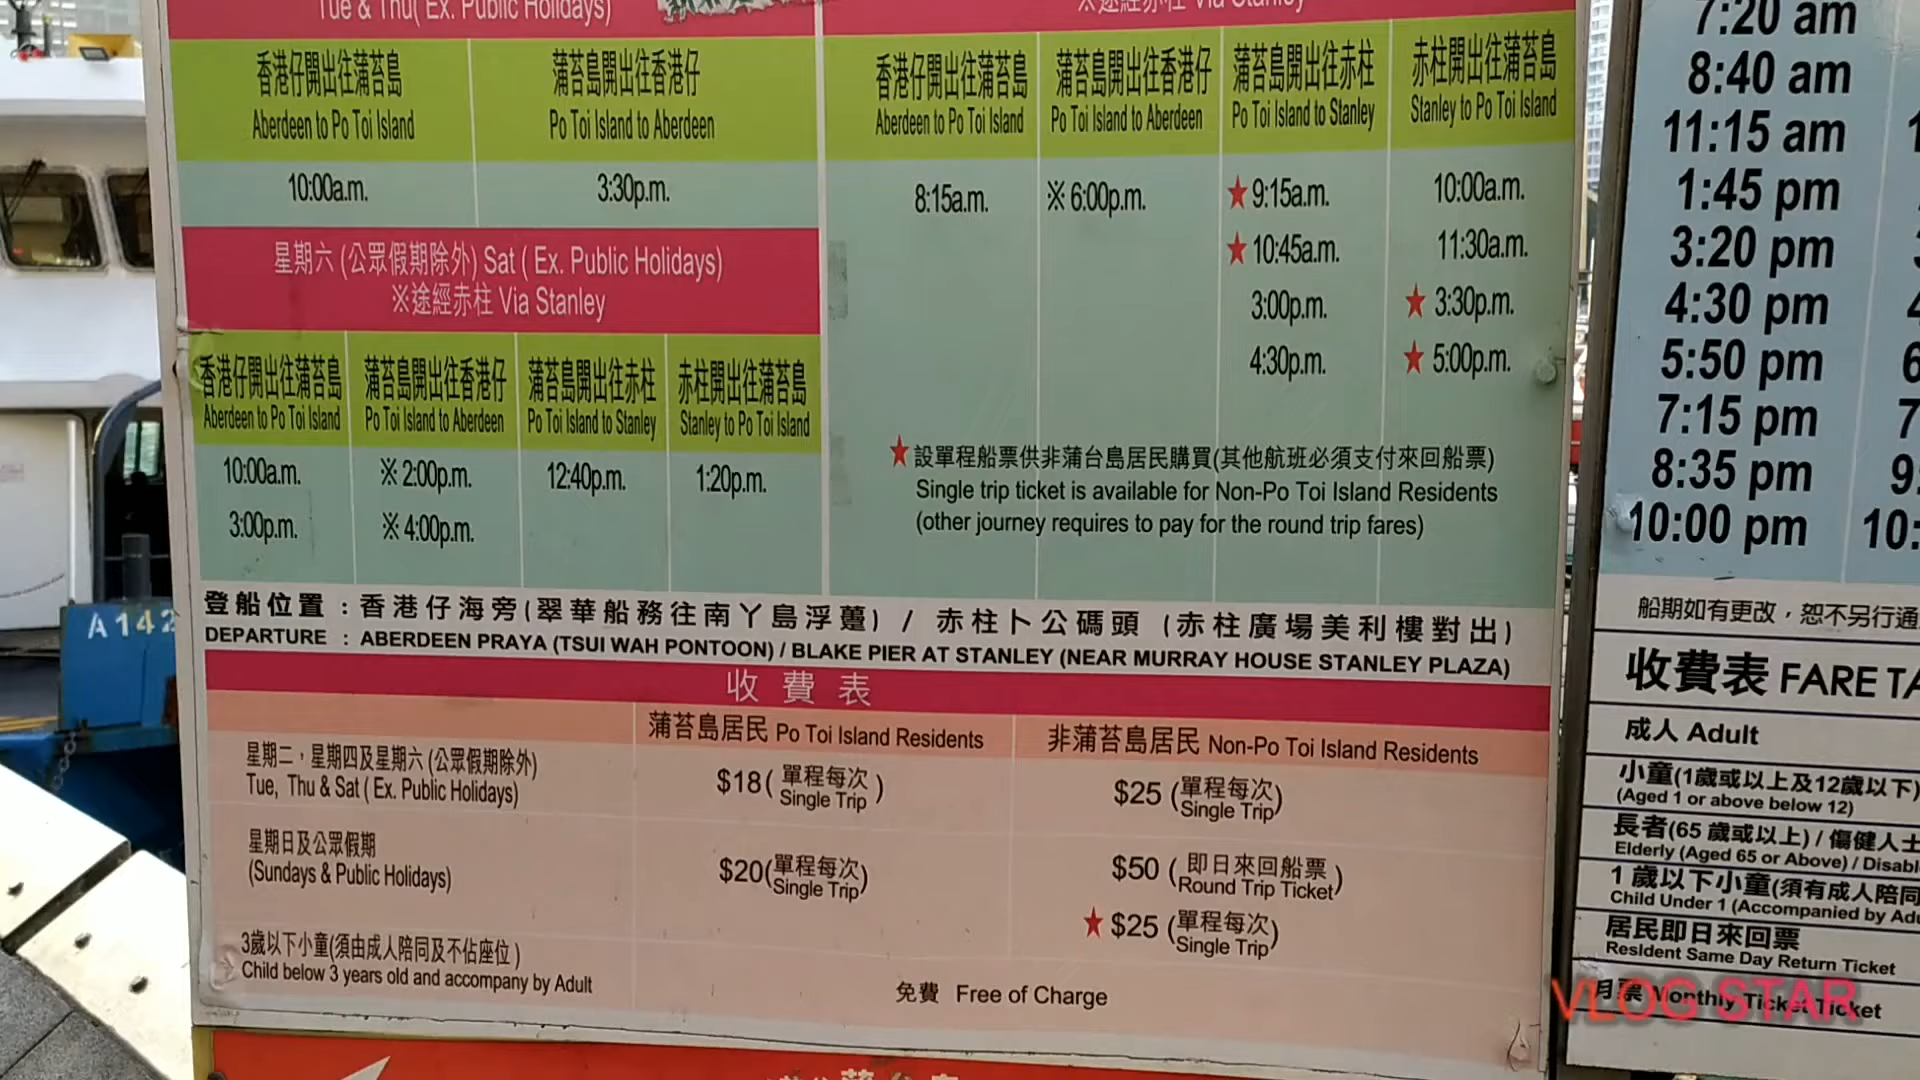 Tue & Thu( Ex. Public Holidays)
香港仔開出往蒲苔島
Aberdeen to Po Toi Island
蒲苔島開出往香港仔
Po Toi Island to Aberdeen
10:00a.m.
3:30p.m.
星期六 (公眾假期除外) Sat ( Ex. Public Holidays)
※途經赤柱 Via Stanley
香港仔開出往蒲苔島
Aberdeen to Po Toi Island
蒲苔島開出往香港仔
Po Toi Island to Aberdeen
蒲苔島開出往赤柱
Po Toi Island to Stanley
赤柱開出往蒲苔島
Stanley to Po Toi Island
10:00a.m.
※ 2:00p.m.
12:40p.m.
1:20p.m.
3:00p.m.
※ 4:00p.m.
※途經赤柱 Via Stanley
香港仔開出往蒲苔島
Aberdeen to Po Toi Island
蒲苔島開出往香港仔
Po Toi Island to Aberdeen
蒲苔島開出往赤柱
Po Toi Island to Stanley
赤柱開出往蒲苔島
Stanley to Po Toi Island
8:15a.m.
※ 6:00p.m.
★ 9:15a.m.
10:00a.m.
★ 10:45a.m.
11:30a.m.
3:00p.m.
★ 3:30p.m.
4:30p.m.
★ 5:00p.m.
★ 設單程船票供非蒲台島居民購買(其他航班必須支付來回船票)
Single trip ticket is available for Non-Po Toi Island Residents
(other journey requires to pay for the round trip fares)
登船位置 : 香港仔海旁(翠華船務往南丫島浮躉) / 赤柱卜公碼頭 (赤柱廣場美利樓對出)
DEPARTURE : ABERDEEN PRAYA (TSUI WAH PONTOON) / BLAKE PIER AT STANLEY (NEAR MURRAY HOUSE STANLEY PLAZA)
收費表
蒲苔島居民 Po Toi Island Residents
非蒲苔島居民 Non-Po Toi Island Residents
星期二，星期四及星期六 (公眾假期除外)
Tue, Thu & Sat ( Ex. Public Holidays)
$18( 單程每次 )
Single Trip
$25 (單程每次)
Single Trip
星期日及公眾假期
(Sundays & Public Holidays)
$20(單程每次)
Single Trip
$50 ( 即日來回船票 )
Round Trip Ticket
★ $25 (單程每次)
Single Trip
3歲以下小童(須由成人陪同及不佔座位 )
Child below 3 years old and accompany by Adult
免費 Free of Charge
A 142
7:20 am
8:40 am
11:15 am
1:45 pm
3:20 pm
4:30 pm
5:50 pm
7:15 pm
8:35 pm
10:00 pm
10:
船期如有更改，恕不另行通
收費表 FARE TA
成人 Adult
小童(1歲或以上及12歲以下)
(Aged 1 or above below 12)
長者(65 歲或以上) / 傷健人士
Elderly (Aged 65 or Above) / Disabl
1 歲以下小童(須有成人陪同
Child Under 1 (Accompanied by Adu
居民即日來回票
Resident Same Day Return Ticket
月票 Monthly Ticket
VLOG STAR